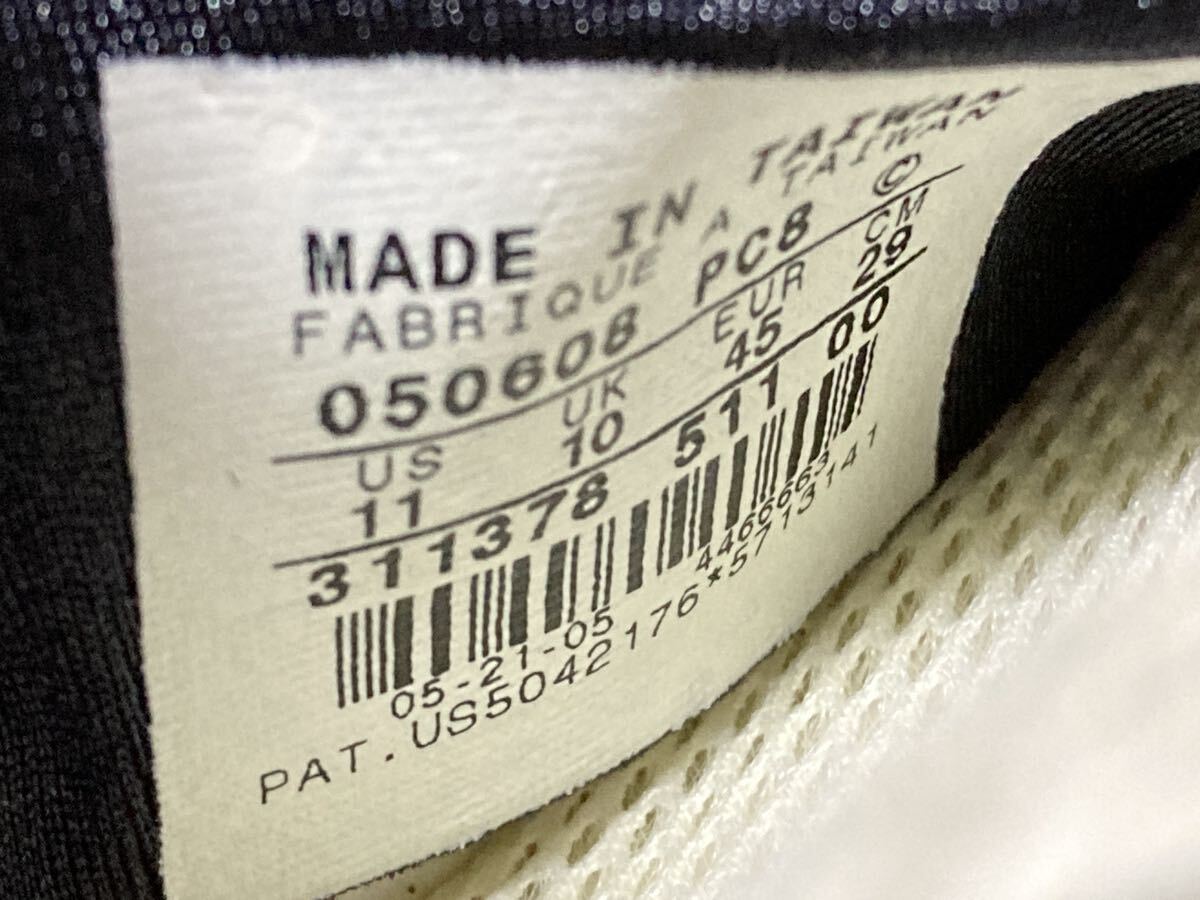 MADE IN TAIWAN
FABRIQUE A TAIWAN
050608 PC8 ©
US UK EUR CM
11 10 45 29
311378 511 00
05-21-05 4466663
PAT.US5042176*5713141